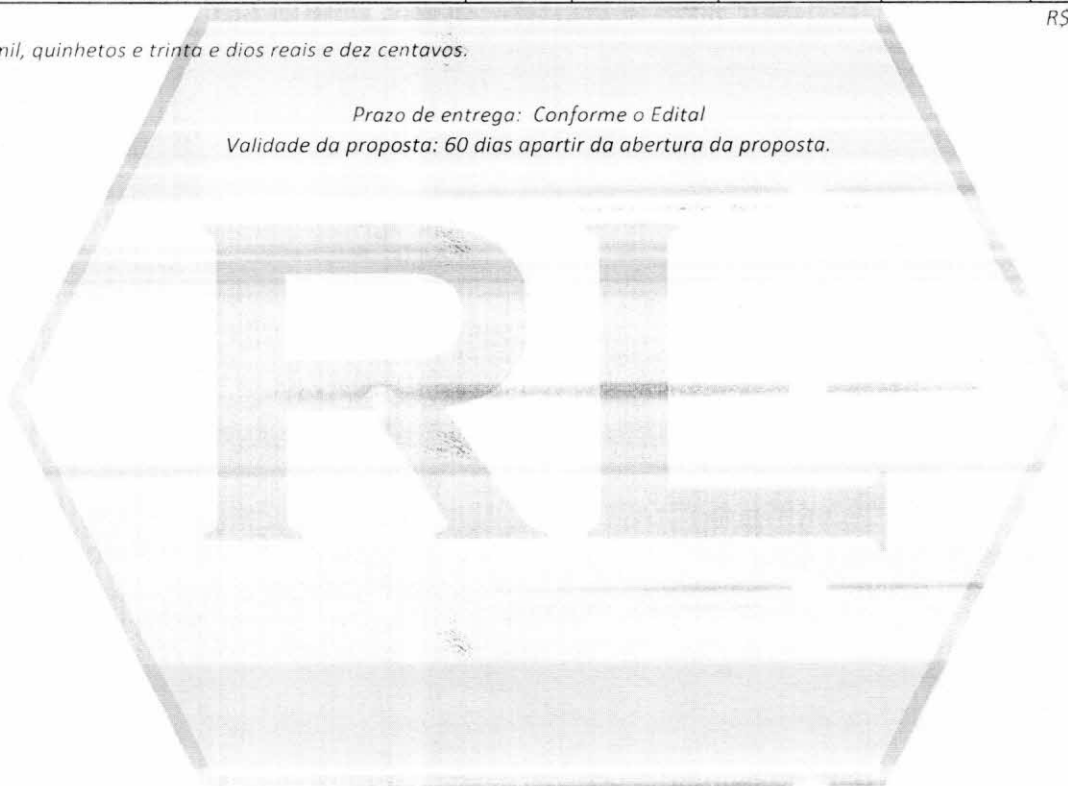 R$
nil, quinhetos e trinta e dios reais e dez centavos.
Prazo de entrega: Conforme o Edital
Validade da proposta: 60 dias apartir da abertura da proposta.
RL